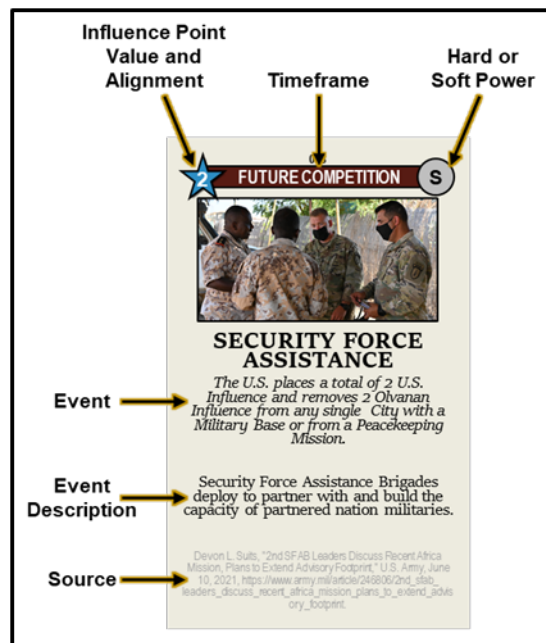 Influence Point
Value and
Alignment
Timeframe
Hard or
Soft Power
2
FUTURE COMPETITION
S
SECURITY FORCE
ASSISTANCE
The U.S. places a total of 2 U.S.
Influence and removes 2 Olvanan
Influence from any single City with a
Military Base or from a Peacekeeping
Mission.
Event
Security Force Assistance Brigades
deploy to partner with and build the
capacity of partnered nation militaries.
Event
Description
Devon L. Suits, "2nd SFAB Leaders Discuss Recent Africa
Mission, Plans to Extend Advisory Footprint," U.S. Army, June
10, 2021, https://www.army.mil/article/246806/2nd_sfab_
leaders_discuss_recent_africa_mission_plans_to_extend_advis
ory_footprint.
Source